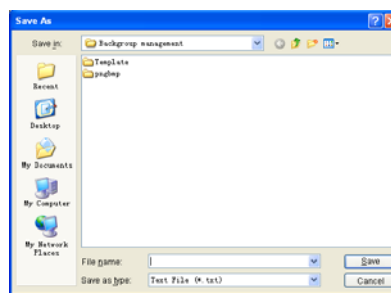 Save As
Save in: Backgroup management
Template
pngbmp
Recent
Desktop
My Documents
My Computer
My Network
Places
File name: Save
Save as type: Text File (*.txt) Cancel